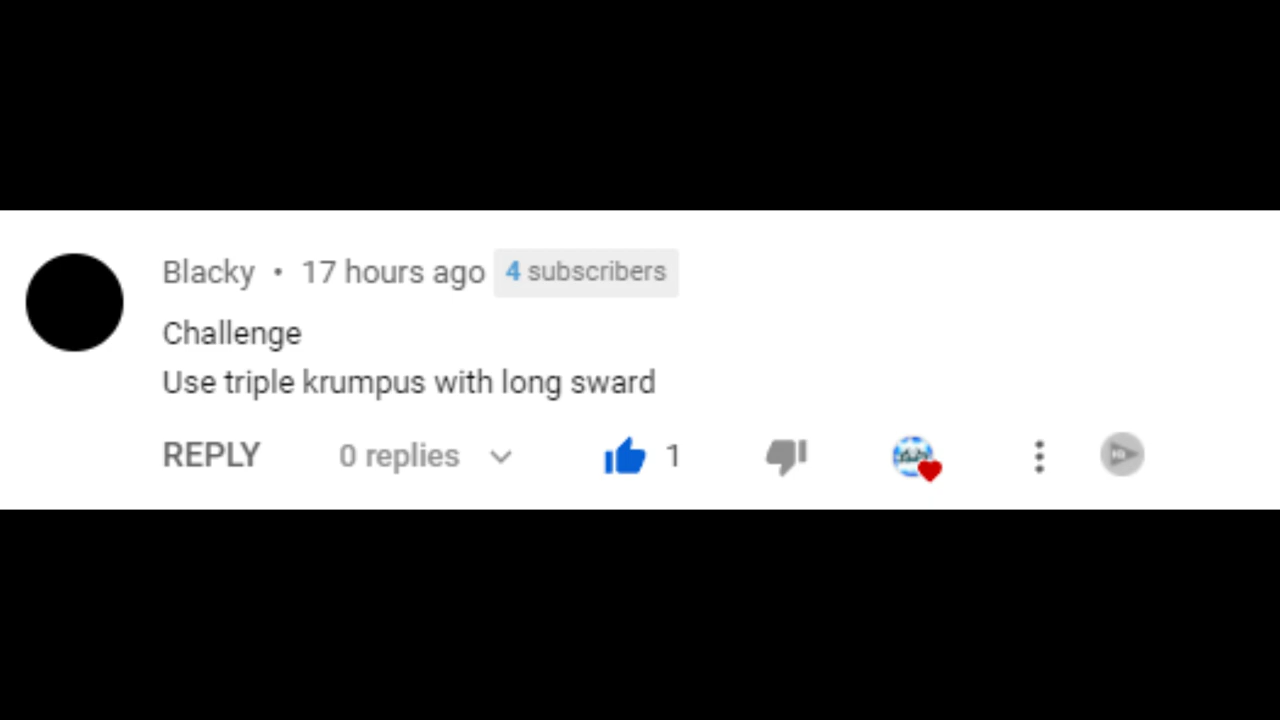 Blacky • 17 hours ago 4 subscribers
Challenge
Use triple krumpus with long sward
REPLY 0 replies 1